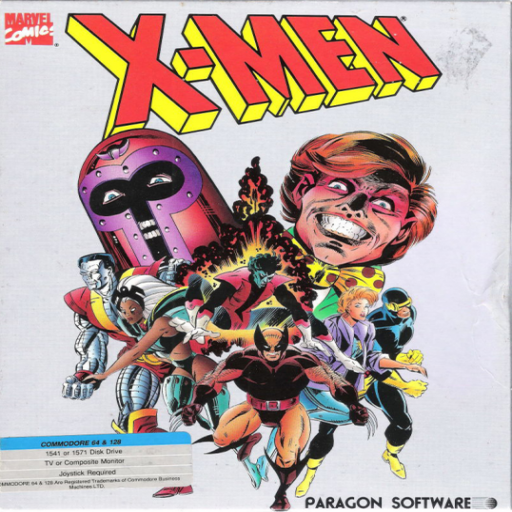 MARVEL
COMICS
M
X-MEN®
COMMODORE 64 & 128
1541 or 1571 Disk Drive
TV or Composite Monitor
Joystick Required
COMMODORE 64 & 128 Are Registered Trademarks of Commodore Business
Machines LTD.
PARAGON SOFTWARE